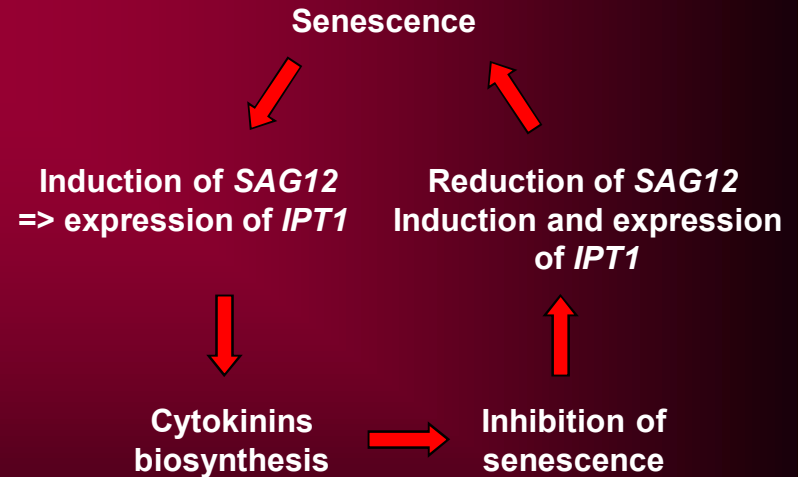 Senescence
Induction of SAG12
=> expression of IPT1
Reduction of SAG12
Induction and expression
of IPT1
Cytokinins
biosynthesis
Inhibition of
senescence